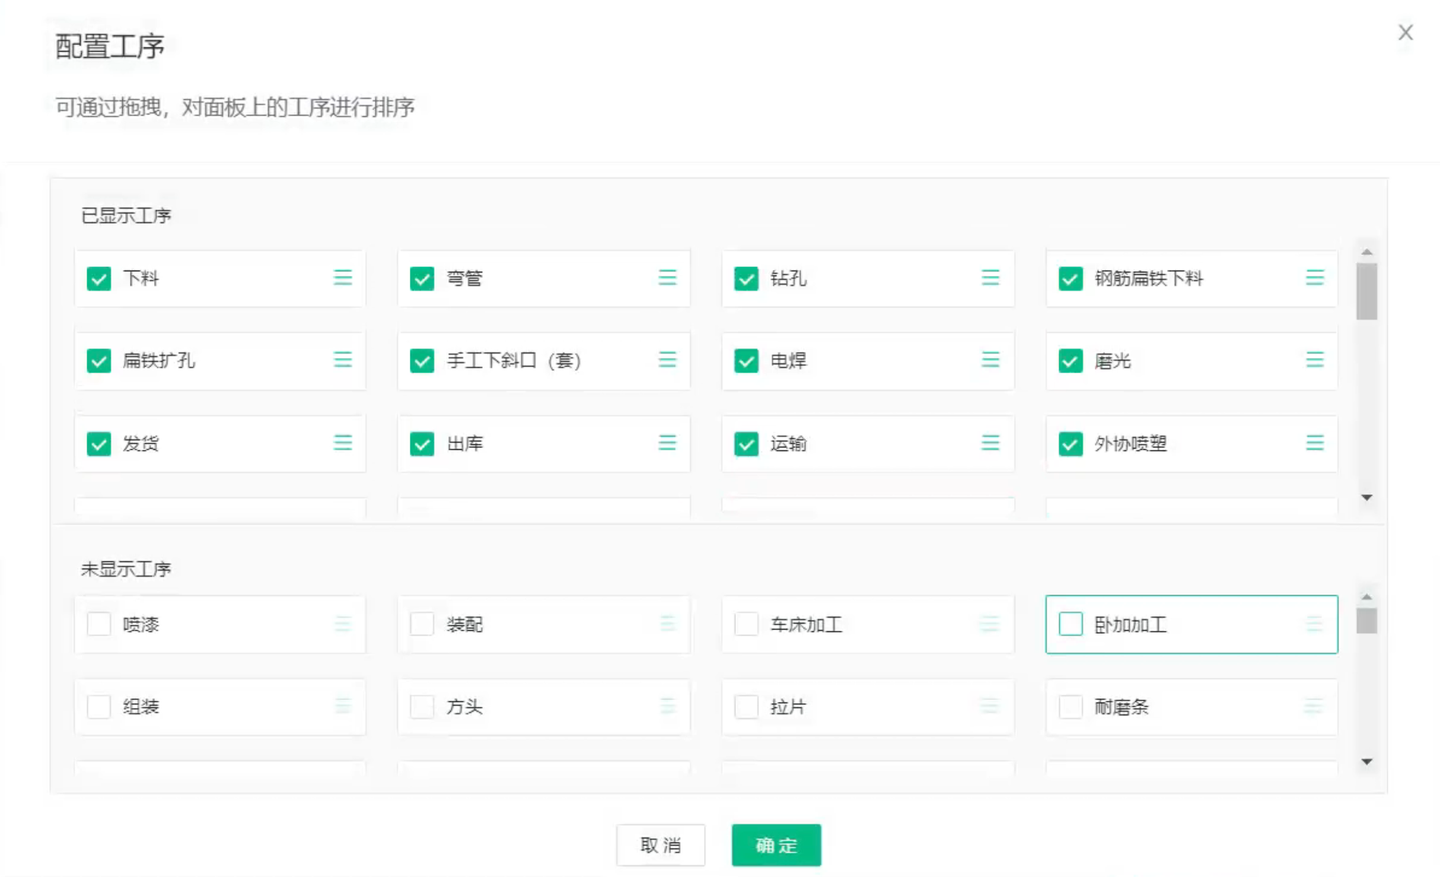 配置工序
可通过拖拽，对面板上的工序进行排序
已显示工序
下料 弯管 钻孔 钢筋扁铁下料
扁铁扩孔 手工下斜口（套） 电焊 磨光
发货 出库 运输 外协喷塑
未显示工序
喷漆 装配 车床加工 卧加加工
组装 方头 拉片 耐磨条
取消 确定